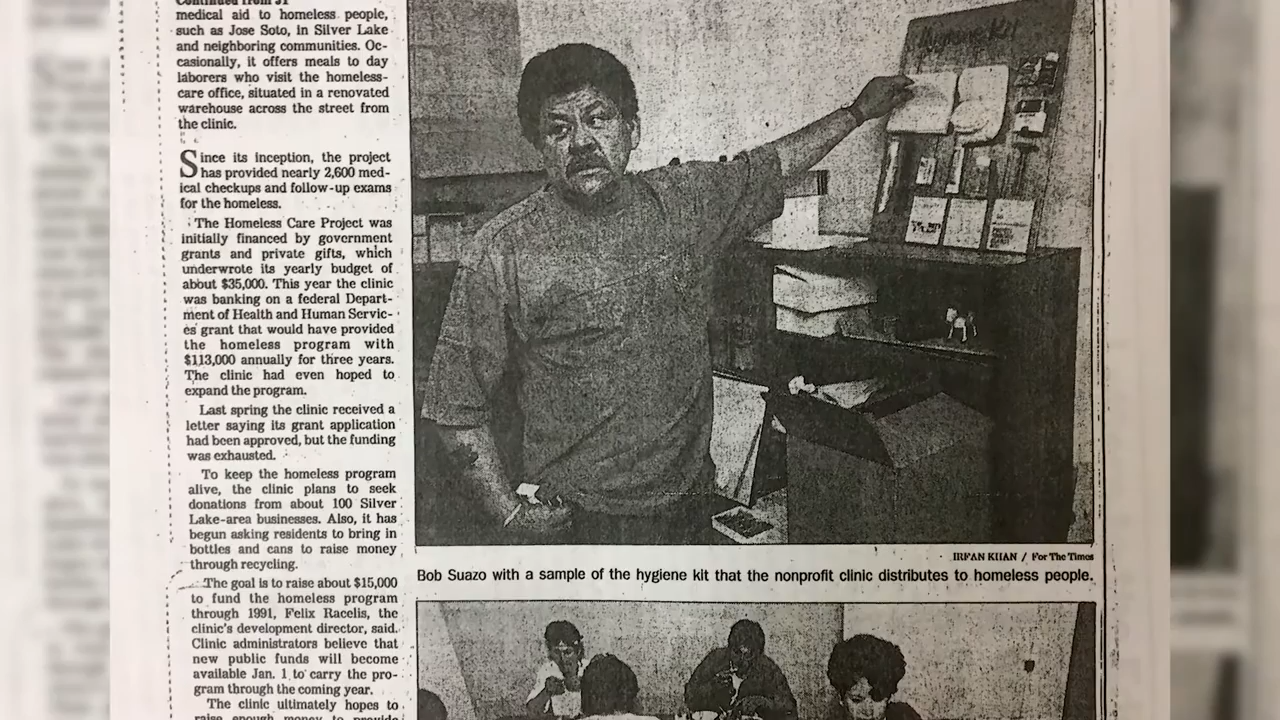 Continued from J1
medical aid to homeless people,
such as Jose Soto, in Silver Lake
and neighboring communities. Oc-
casionally, it offers meals to day
laborers who visit the homeless-
care office, situated in a renovated
warehouse across the street from
the clinic.
Since its inception, the project
has provided nearly 2,600 med-
ical checkups and follow-up exams
for the homeless.
The Homeless Care Project was
initially financed by government
grants and private gifts, which
underwrote its yearly budget of
about $35,000. This year the clinic
was banking on a federal Depart-
ment of Health and Human Servic-
es grant that would have provided
the homeless program with
$113,000 annually for three years.
The clinic had even hoped to
expand the program.
Last spring the clinic received a
letter saying its grant application
had been approved, but the funding
was exhausted.
To keep the homeless program
alive, the clinic plans to seek
donations from about 100 Silver
Lake-area businesses. Also, it has
begun asking residents to bring in
bottles and cans to raise money
through recycling.
The goal is to raise about $15,000
to fund the homeless program
through 1991, Felix Racelis, the
clinic's development director, said.
Clinic administrators believe that
new public funds will become
available Jan. 1 to carry the pro-
gram through the coming year.
The clinic ultimately hopes to
raise enough money to provide
Hygiene Kit
IRFAN KHAN / For The Times
Bob Suazo with a sample of the hygiene kit that the nonprofit clinic distributes to homeless people.